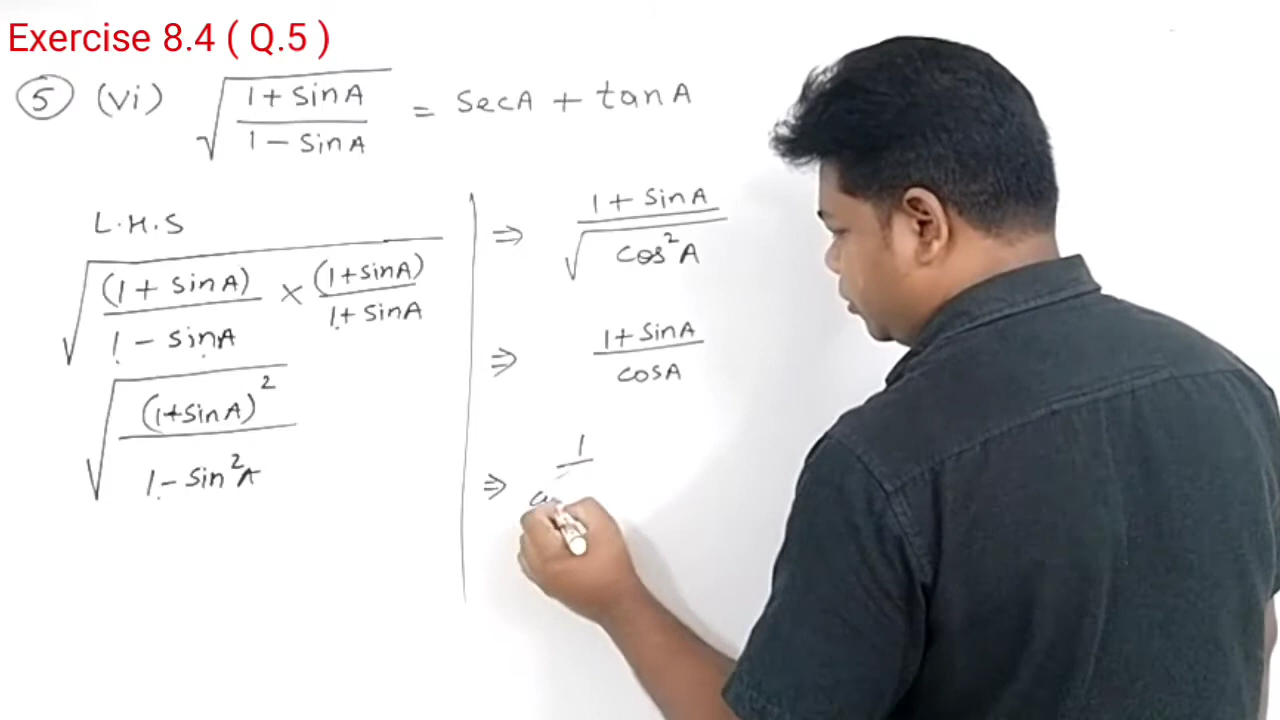 Exercise 8.4 ( Q.5 )
5 (vi) √((1 + sinA)/(1 - sinA)) = secA + tanA
L.H.S
√((1 + sinA)/(1 - sinA) × (1+sinA)/(1+ sinA))
√((1+sinA)²/(1 - sin²A))
⇒ (1 + sinA)/√(cos²A)
⇒ (1 + sinA)/cosA
⇒ 1/